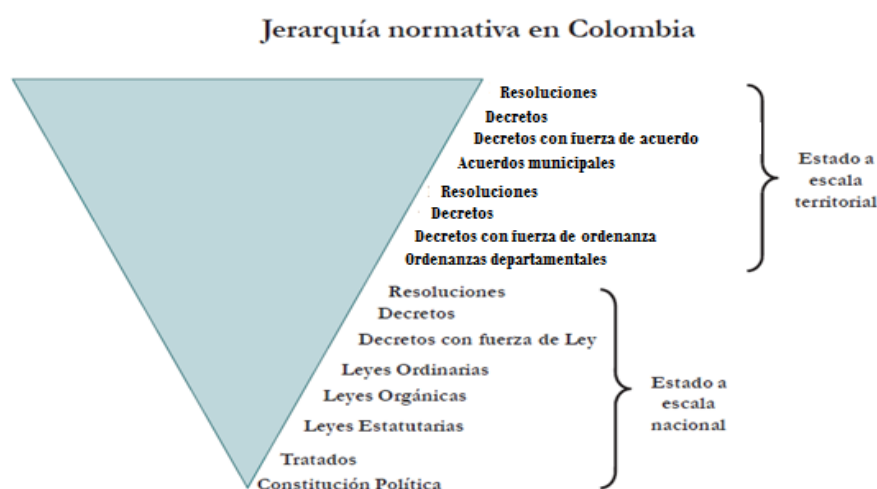 Jerarquía normativa en Colombia
Resoluciones
Decretos
Decretos con fuerza de acuerdo
Acuerdos municipales
Resoluciones
Decretos
Decretos con fuerza de ordenanza
Ordenanzas departamentales
Estado a
escala
territorial
Resoluciones
Decretos
Decretos con fuerza de Ley
Leyes Ordinarias
Leyes Orgánicas
Leyes Estatutarias
Tratados
Constitución Política
Estado a
escala
nacional